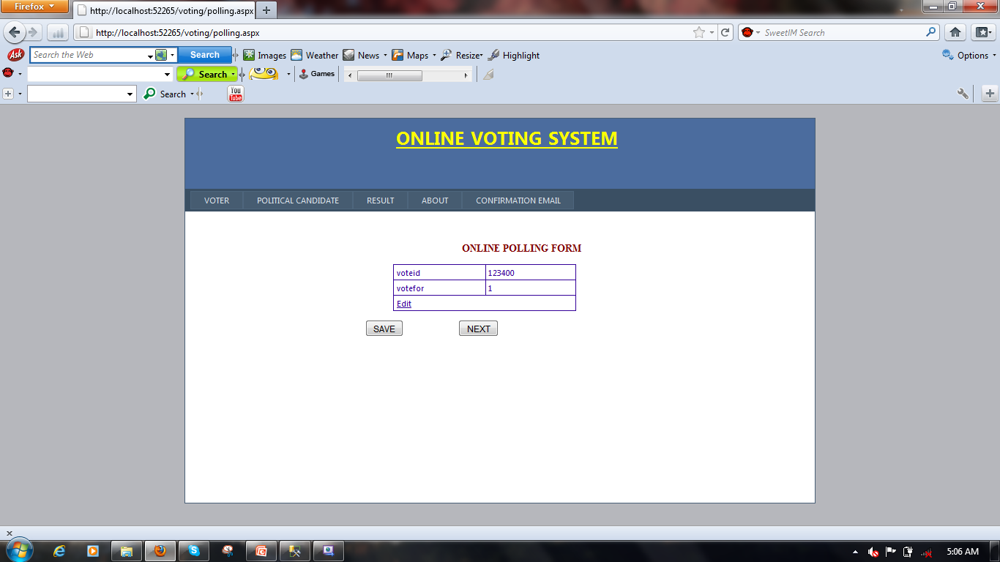 Firefox
http://localhost:52265/voting/polling.aspx
http://localhost:52265/voting/polling.aspx
SweetIM Search
Ask
Search the Web
Search
Images
Weather
News
Maps
Resize
Highlight
Options
Search
Games
Search
You
Tube
ONLINE VOTING SYSTEM
VOTER
POLITICAL CANDIDATE
RESULT
ABOUT
CONFIRMATION EMAIL
ONLINE POLLING FORM
voteid 123400
votefor 1
Edit
SAVE
NEXT
x
5:06 AM